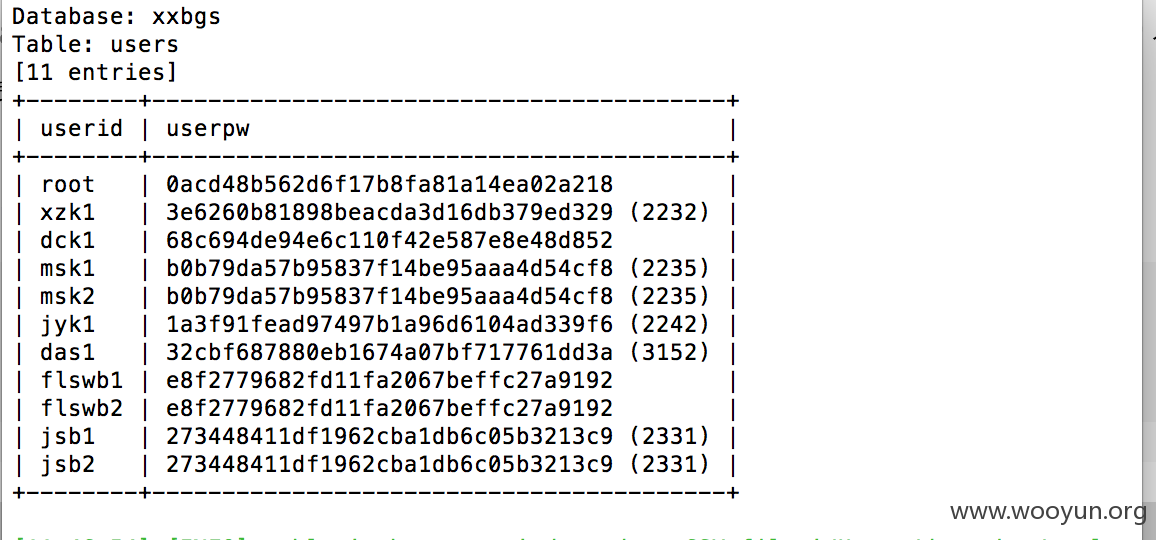 Database: xxbgs
Table: users
[11 entries]
+--------+-----------------------------------------+
| userid | userpw |
+--------+-----------------------------------------+
| root | 0acd48b562d6f17b8fa81a14ea02a218 |
| xzk1 | 3e6260b81898beacda3d16db379ed329 (2232) |
| dck1 | 68c694de94e6c110f42e587e8e48d852 |
| msk1 | b0b79da57b95837f14be95aaa4d54cf8 (2235) |
| msk2 | b0b79da57b95837f14be95aaa4d54cf8 (2235) |
| jyk1 | 1a3f91fead97497b1a96d6104ad339f6 (2242) |
| das1 | 32cbf687880eb1674a07bf717761dd3a (3152) |
| flswb1 | e8f2779682fd11fa2067beffc27a9192 |
| flswb2 | e8f2779682fd11fa2067beffc27a9192 |
| jsb1 | 273448411df1962cba1db6c05b3213c9 (2331) |
| jsb2 | 273448411df1962cba1db6c05b3213c9 (2331) |
+--------+-----------------------------------------+
www.wooyun.org